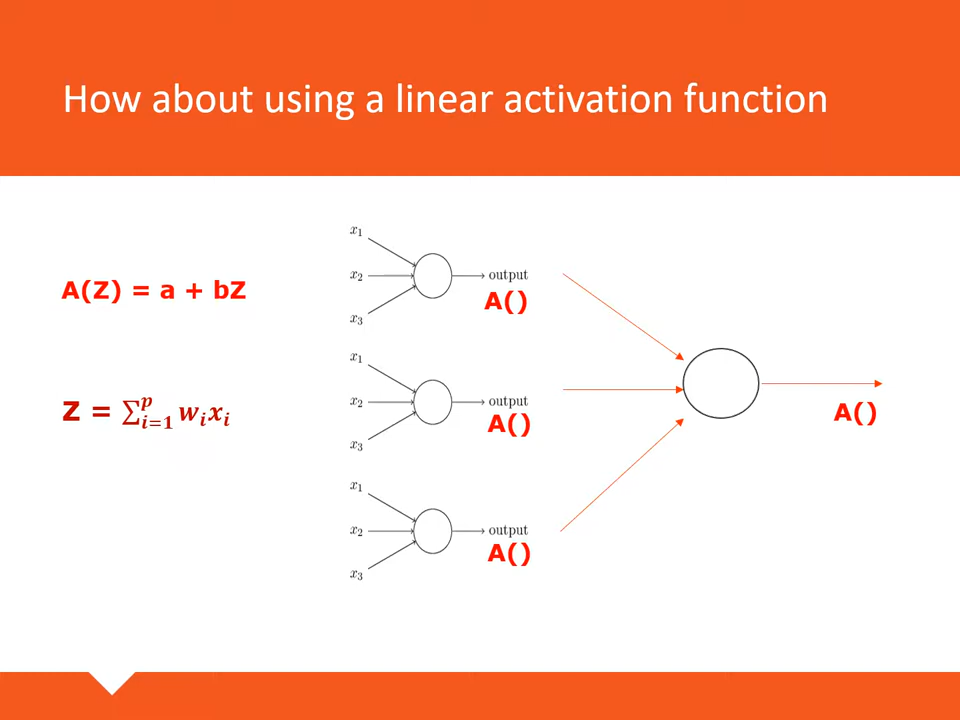 How about using a linear activation function
A(Z) = a + bZ
Z = ∑ᵖᵢ₌₁ wᵢxᵢ
x₁
x₂
x₃
output
A()
x₁
x₂
x₃
output
A()
x₁
x₂
x₃
output
A()
A()